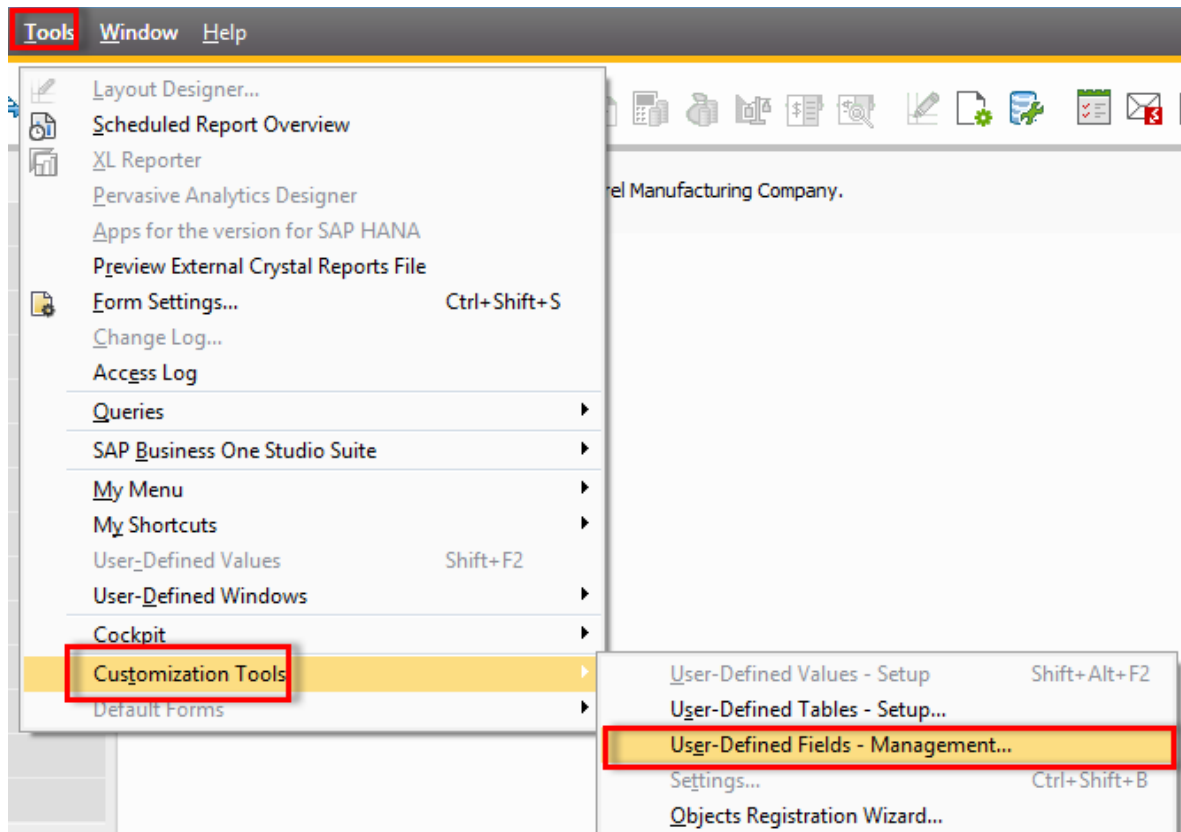 Tools Window Help
Layout Designer...
Scheduled Report Overview
XL Reporter
Pervasive Analytics Designer
Apps for the version for SAP HANA
Preview External Crystal Reports File
Form Settings... Ctrl+Shift+S
Change Log...
Access Log
Queries
SAP Business One Studio Suite
My Menu
My Shortcuts
User-Defined Values Shift+F2
User-Defined Windows
Cockpit
Customization Tools
Default Forms
rel Manufacturing Company.
User-Defined Values - Setup Shift+Alt+F2
User-Defined Tables - Setup...
User-Defined Fields - Management...
Settings... Ctrl+Shift+B
Objects Registration Wizard...